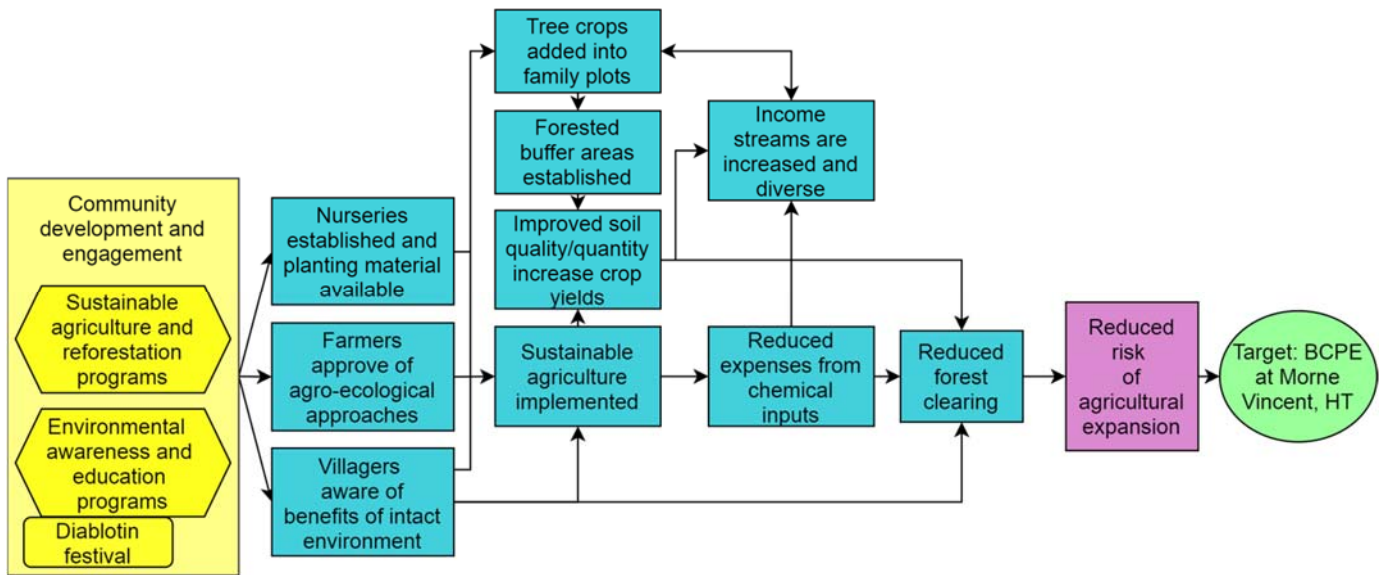 Community
development and
engagement
Sustainable
agriculture and
reforestation
programs
Environmental
awareness and
education
programs
Diablotin
festival
Nurseries
established and
planting material
available
Farmers
approve of
agro-ecological
approaches
Villagers
aware of
benefits of intact
environment
Tree crops
added into
family plots
Forested
buffer areas
established
Improved soil
quality/quantity
increase crop
yields
Sustainable
agriculture
implemented
Income
streams are
increased and
diverse
Reduced
expenses from
chemical
inputs
Reduced
forest
clearing
Reduced
risk
of
agricultural
expansion
Target: BCPE
at Morne
Vincent, HT